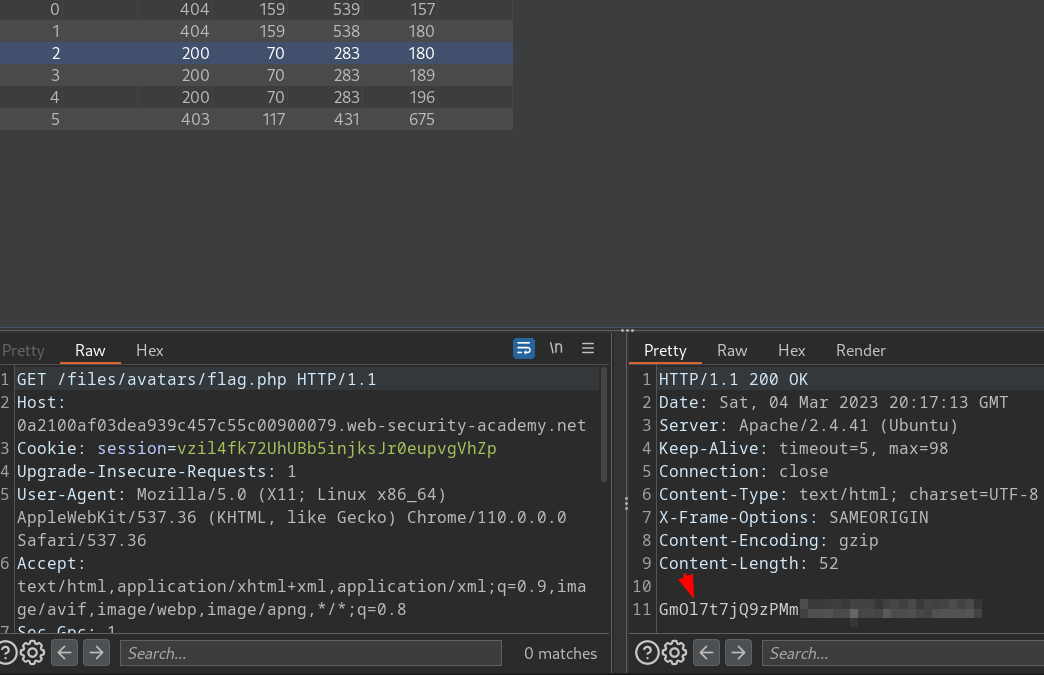 0 404 159 539 157
1 404 159 538 180
2 200 70 283 180
3 200 70 283 189
4 200 70 283 196
5 403 117 431 675
Pretty Raw Hex \n
1 GET /files/avatars/flag.php HTTP/1.1
2 Host:
0a2100af03dea939c457c55c00900079.web-security-academy.net
3 Cookie: session=vzil4fk72UhUBb5injksJr0eupvgVhZp
4 Upgrade-Insecure-Requests: 1
5 User-Agent: Mozilla/5.0 (X11; Linux x86_64)
AppleWebKit/537.36 (KHTML, like Gecko) Chrome/110.0.0.0
Safari/537.36
6 Accept:
text/html,application/xhtml+xml,application/xml;q=0.9,ima
ge/avif,image/webp,image/apng,*/*;q=0.8
7 Sec-Gpc: 1
Search... 0 matches
Pretty Raw Hex Render
1 HTTP/1.1 200 OK
2 Date: Sat, 04 Mar 2023 20:17:13 GMT
3 Server: Apache/2.4.41 (Ubuntu)
4 Keep-Alive: timeout=5, max=98
5 Connection: close
6 Content-Type: text/html; charset=UTF-8
7 X-Frame-Options: SAMEORIGIN
8 Content-Encoding: gzip
9 Content-Length: 52
10
11 GmOl7t7jQ9zPMm
Search...